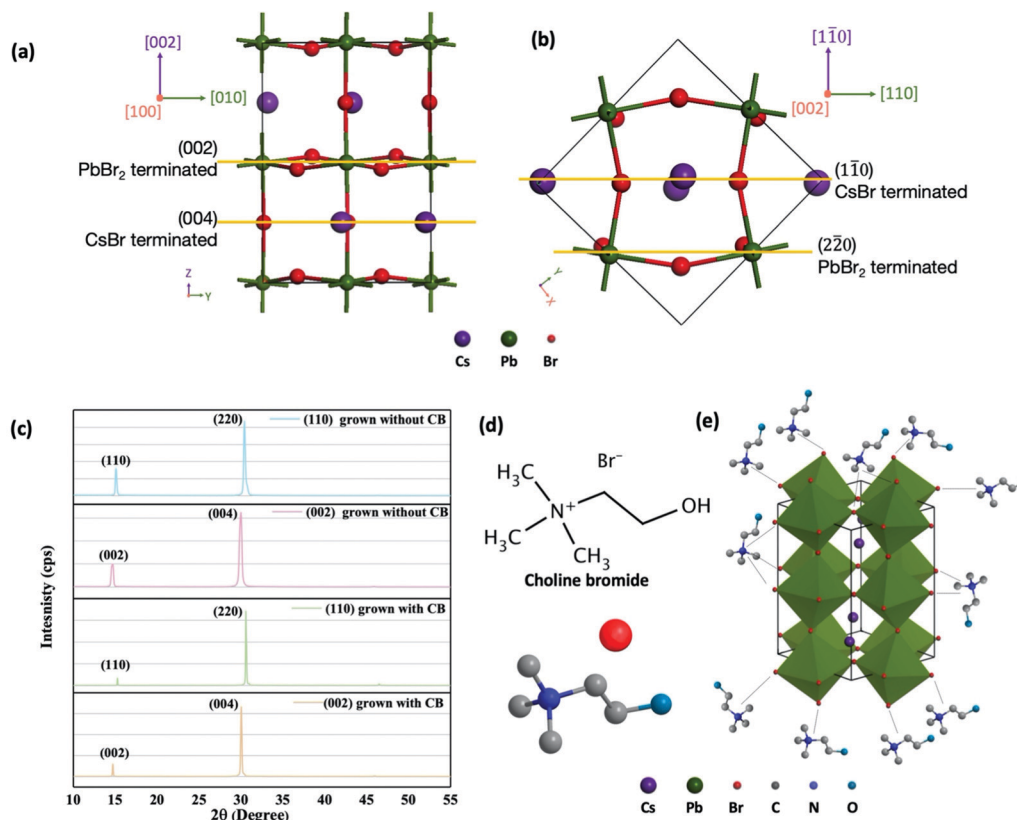 (a)
[002]
[100]
[010]
(002)
PbBr₂ terminated
(004)
CsBr terminated
Z
Y
(b)
[11̅0]
[002]
[110]
(11̅0)
CsBr terminated
(22̅0)
PbBr₂ terminated
Y
X
Cs
Pb
Br
(c)
Intesnisty (cps)
(220)
(110) grown without CB
(110)
(004)
(002) grown without CB
(002)
(220)
(110) grown with CB
(110)
(004)
(002) grown with CB
(002)
10
15
20
25
30
35
40
45
50
55
2θ (Degree)
(d)
Br⁻
H₃C
N⁺
OH
H₃C
CH₃
Choline bromide
(e)
Cs
Pb
Br
C
N
O